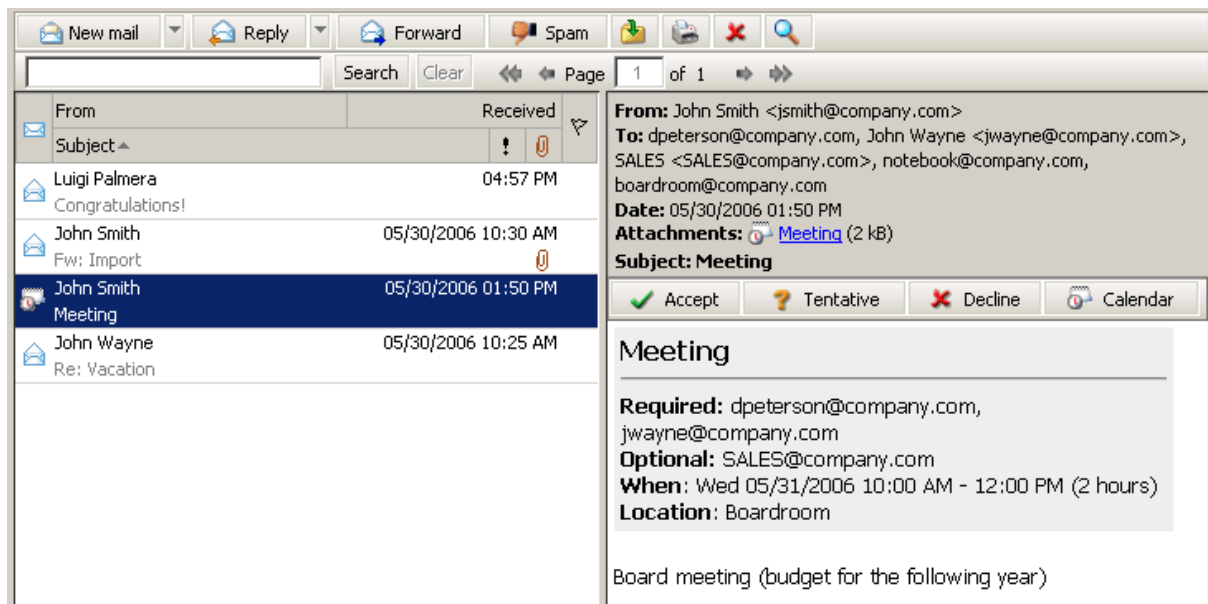 New mail Reply Forward Spam
Search Clear Page 1 of 1
From Received
Subject !
Luigi Palmera 04:57 PM
Congratulations!
John Smith 05/30/2006 10:30 AM
Fw: Import
John Smith 05/30/2006 01:50 PM
Meeting
John Wayne 05/30/2006 10:25 AM
Re: Vacation
From: John Smith <jsmith@company.com>
To: dpeterson@company.com, John Wayne <jwayne@company.com>,
SALES <SALES@company.com>, notebook@company.com,
boardroom@company.com
Date: 05/30/2006 01:50 PM
Attachments: Meeting (2 kB)
Subject: Meeting
Accept Tentative Decline Calendar
Meeting
Required: dpeterson@company.com,
jwayne@company.com
Optional: SALES@company.com
When: Wed 05/31/2006 10:00 AM - 12:00 PM (2 hours)
Location: Boardroom
Board meeting (budget for the following year)